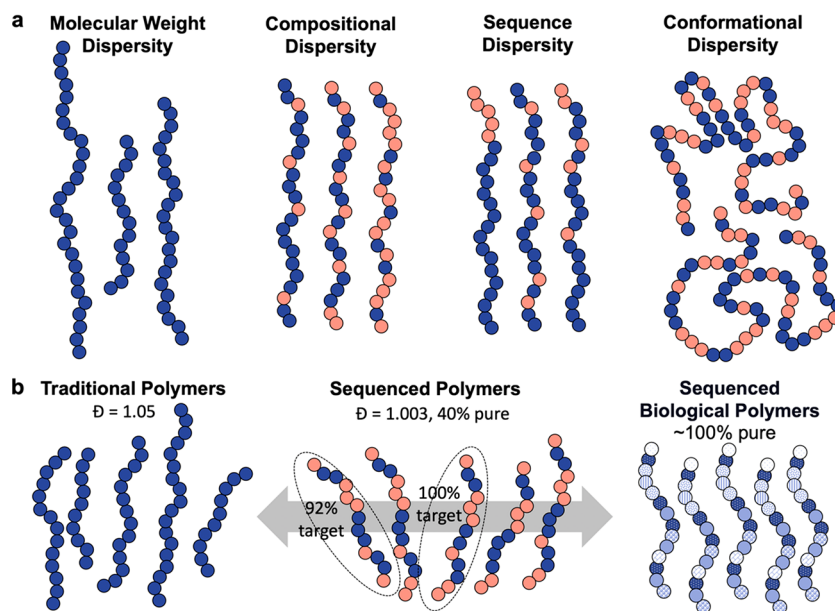 a
Molecular Weight
Dispersity
Compositional
Dispersity
Sequence
Dispersity
Conformational
Dispersity
b
Traditional Polymers
Đ = 1.05
Sequenced Polymers
Đ = 1.003, 40% pure
Sequenced
Biological Polymers
~100% pure
92%
target
100%
target